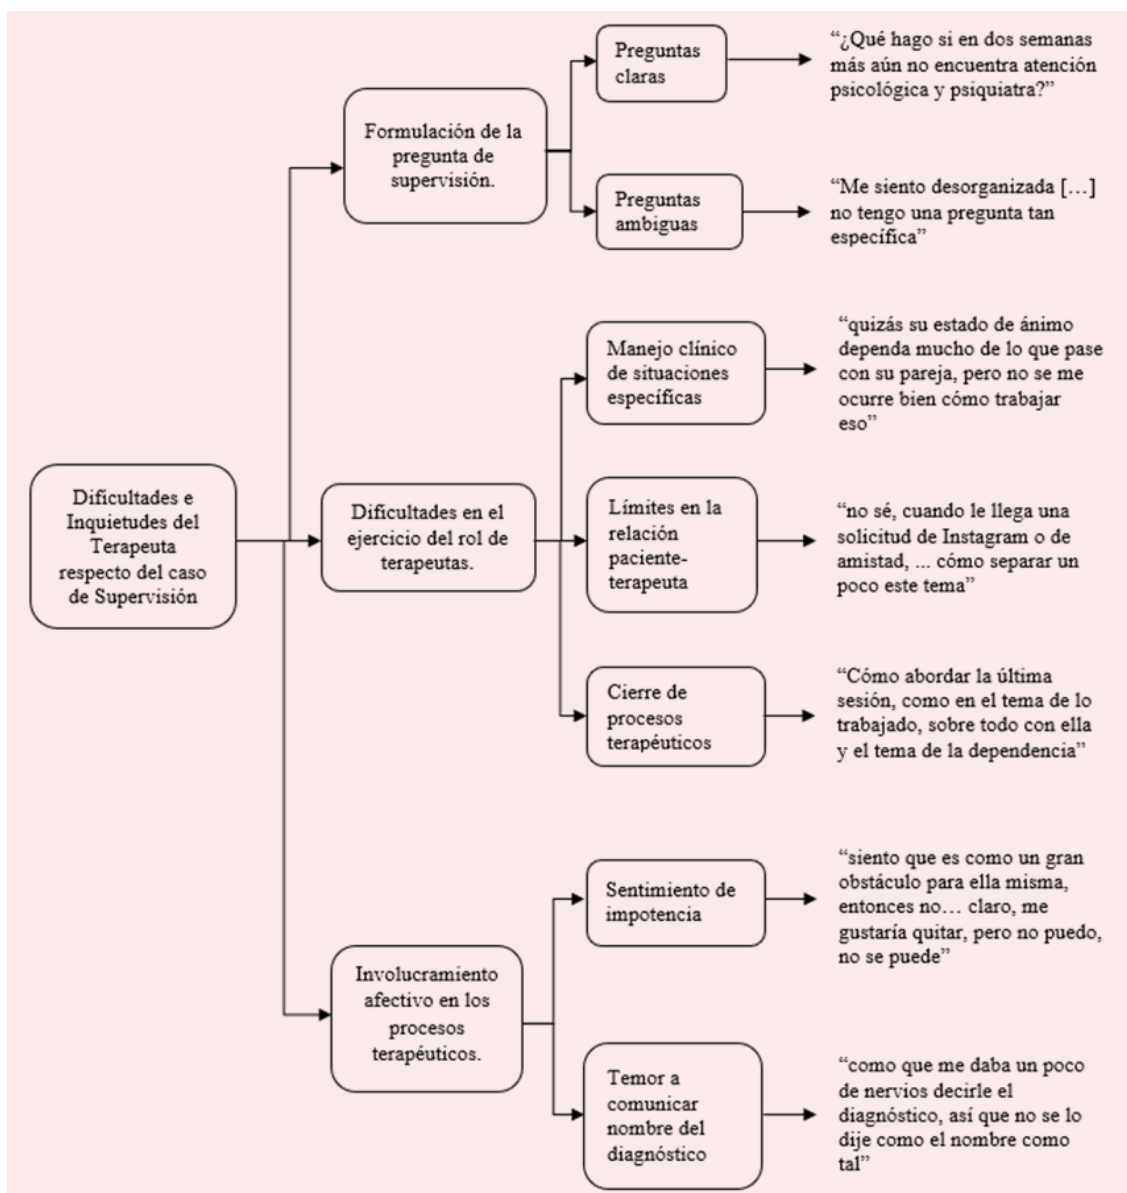 Preguntas
claras
“¿Qué hago si en dos semanas
más aún no encuentra atención
psicológica y psiquiatra?”
Formulación de la
pregunta de
supervisión.
Preguntas
ambiguas
“Me siento desorganizada […]
no tengo una pregunta tan
específica”
Manejo clínico
de situaciones
específicas
“quizás su estado de ánimo
dependa mucho de lo que pase
con su pareja, pero no se me
ocurre bien cómo trabajar
eso”
Dificultades e
Inquietudes del
Terapeuta
respecto del caso
de Supervisión
Dificultades en el
ejercicio del rol de
terapeutas.
Límites en la
relación
paciente-
terapeuta
“no sé, cuando le llega una
solicitud de Instagram o de
amistad, ... cómo separar un
poco este tema”
Cierre de
procesos
terapéuticos
“Cómo abordar la última
sesión, como en el tema de lo
trabajado, sobre todo con ella
y el tema de la dependencia”
Sentimiento de
impotencia
“siento que es como un gran
obstáculo para ella misma,
entonces no… claro, me
gustaría quitar, pero no puedo,
no se puede”
Involucramiento
afectivo en los
procesos
terapéuticos.
Temor a
comunicar
nombre del
diagnóstico
“como que me daba un poco
de nervios decirle el
diagnóstico, así que no se lo
dije como el nombre como
tal”